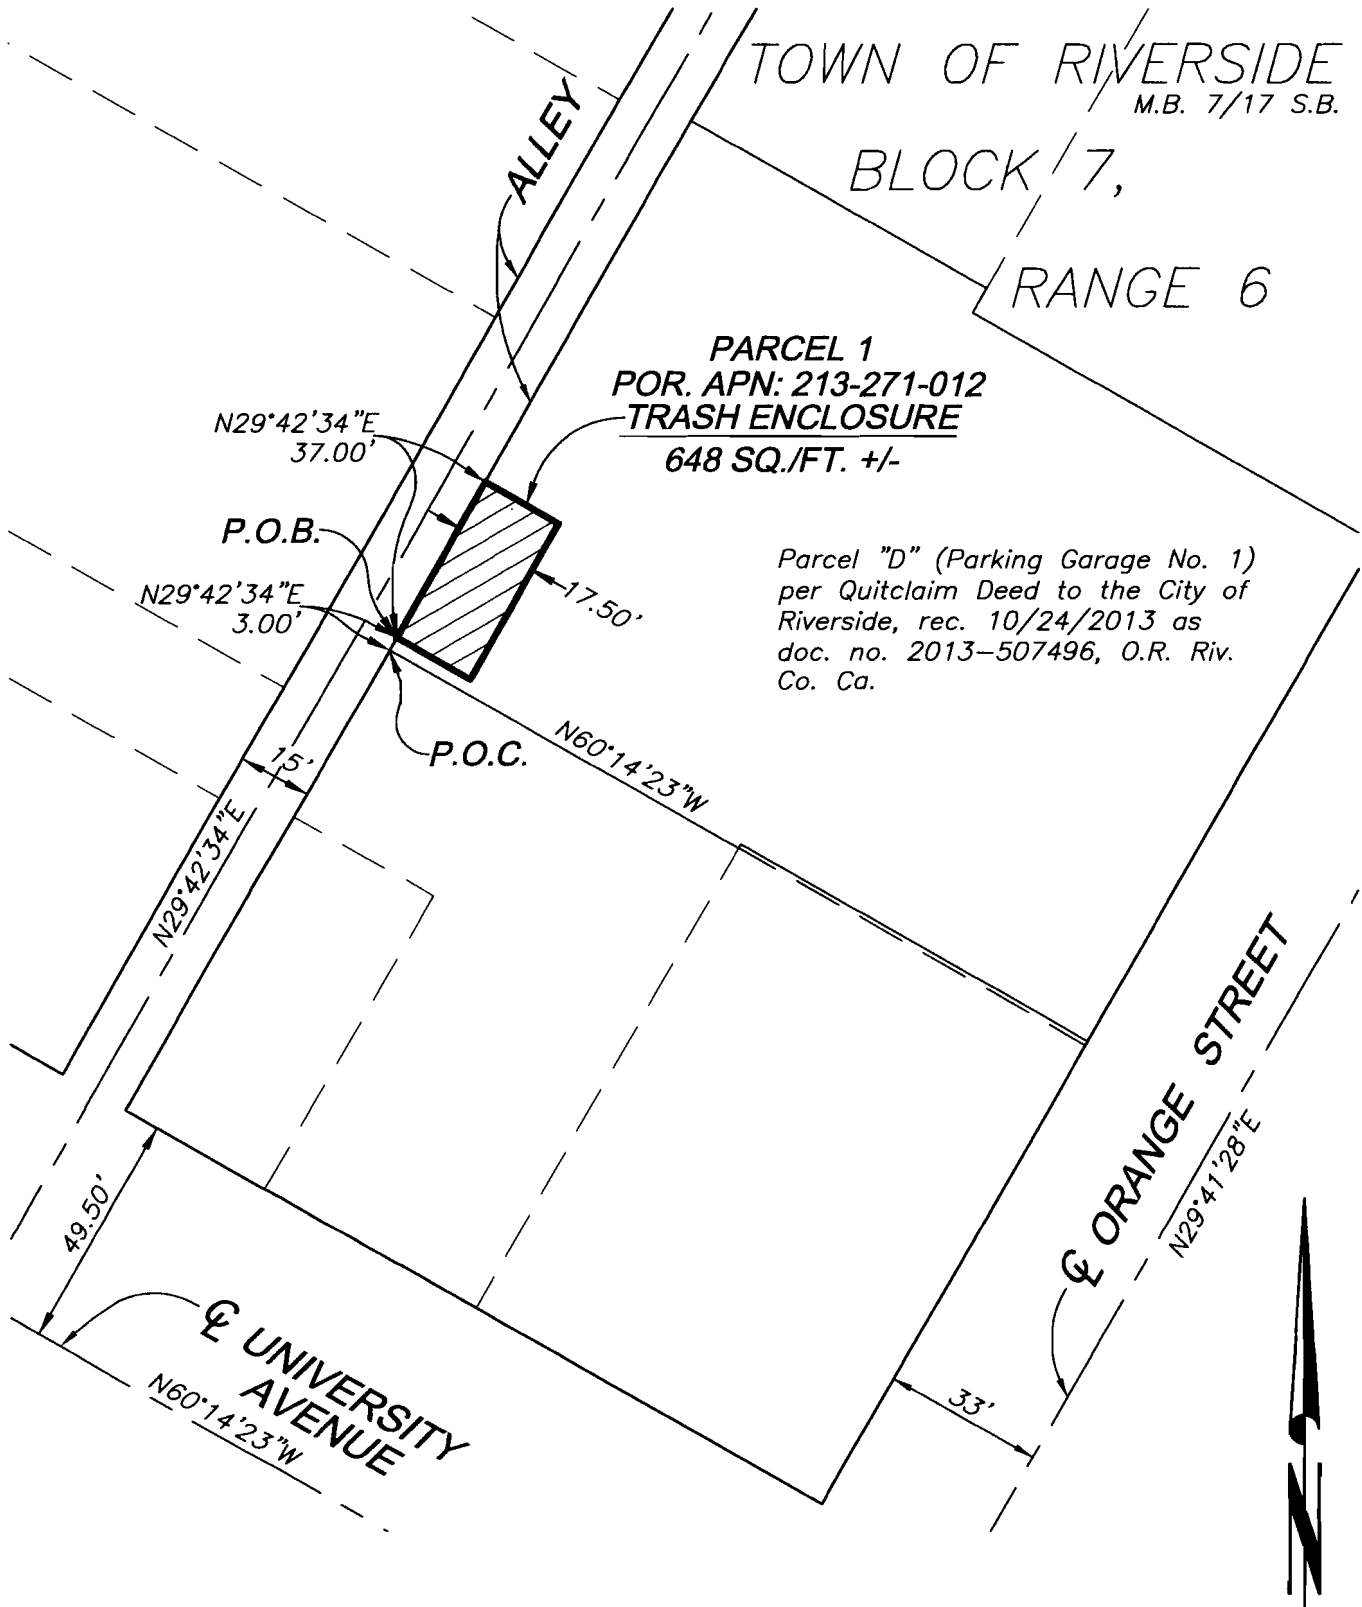 TOWN OF RIVERSIDE
M.B. 7/17 S.B.
BLOCK 7,
RANGE 6
ALLEY
PARCEL 1
POR. APN: 213-271-012
TRASH ENCLOSURE
648 SQ./FT. +/-
N29°42'34"E
37.00'
P.O.B.
N29°42'34"E
3.00'
17.50'
Parcel "D" (Parking Garage No. 1)
per Quitclaim Deed to the City of
Riverside, rec. 10/24/2013 as
doc. no. 2013-507496, O.R. Riv.
Co. Ca.
P.O.C.
N60°14'23"W
15'
N29°42'34"E
℄ ORANGE STREET
N29°41'28"E
49.50'
℄ UNIVERSITY
AVENUE
N60°14'23"W
33'
N